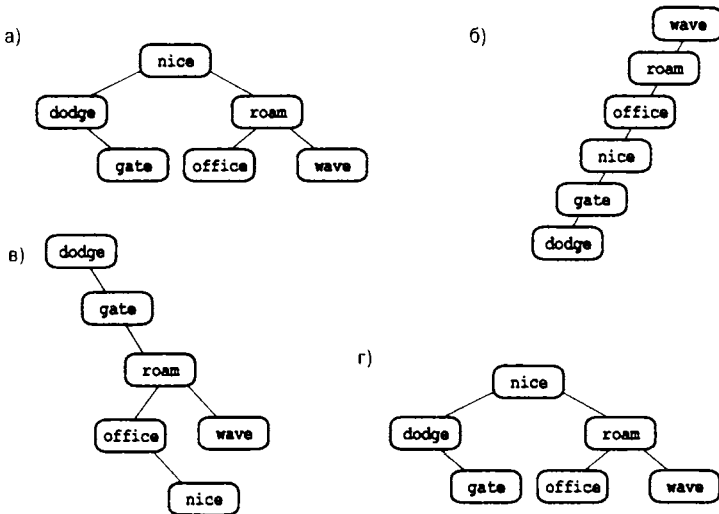 а)
nice
dodge
roam
gate
office
wave
б)
wave
roam
office
nice
gate
dodge
в)
dodge
gate
roam
office
wave
nice
г)
nice
dodge
roam
gate
office
wave